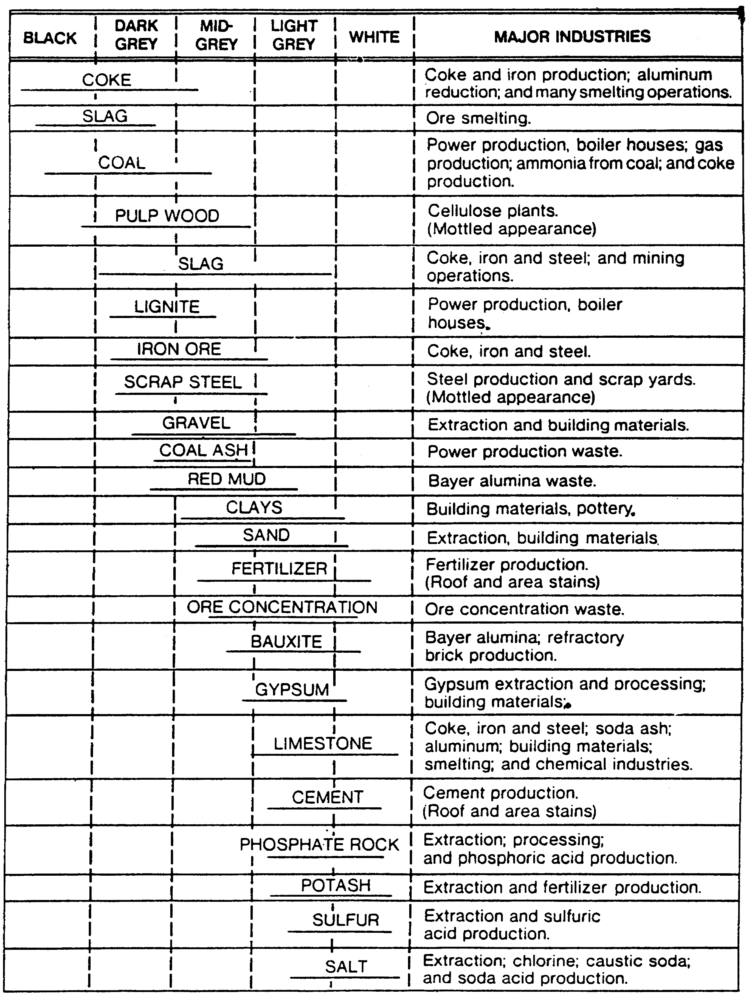 BLACK DARK GREY MID- GREY LIGHT GREY WHITE MAJOR INDUSTRIES
COKE
Coke and iron production; aluminum
reduction; and many smelting operations.
SLAG
Ore smelting.
COAL
Power production, boiler houses; gas
production; ammonia from coal; and coke
production.
PULP WOOD
Cellulose plants.
(Mottled appearance)
SLAG
Coke, iron and steel; and mining
operations.
LIGNITE
Power production, boiler
houses.
IRON ORE
Coke, iron and steel.
SCRAP STEEL
Steel production and scrap yards.
(Mottled appearance)
GRAVEL
Extraction and building materials.
COAL ASH
Power production waste.
RED MUD
Bayer alumina waste.
CLAYS
Building materials, pottery.
SAND
Extraction, building materials.
FERTILIZER
Fertilizer production.
(Roof and area stains)
ORE CONCENTRATION
Ore concentration waste.
BAUXITE
Bayer alumina; refractory
brick production.
GYPSUM
Gypsum extraction and processing;
building materials;.
LIMESTONE
Coke, iron and steel; soda ash;
aluminum; building materials;
smelting; and chemical industries.
CEMENT
Cement production.
(Roof and area stains)
PHOSPHATE ROCK
Extraction; processing;
and phosphoric acid production.
POTASH
Extraction and fertilizer production.
SULFUR
Extraction and sulfuric
acid production.
SALT
Extraction; chlorine; caustic soda;
and soda acid production.